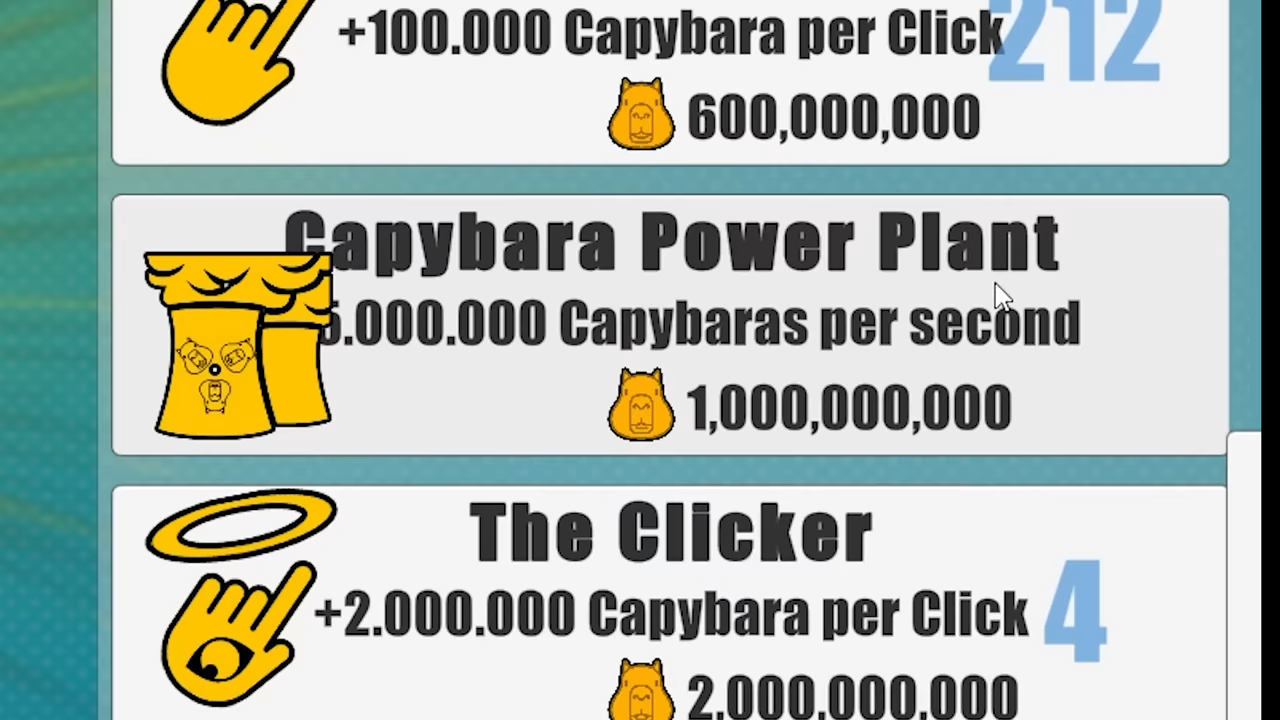 +100.000 Capybara per Click
212
600,000,000
Capybara Power Plant
5.000.000 Capybaras per second
1,000,000,000
The Clicker
+2.000.000 Capybara per Click
4
2,000,000,000